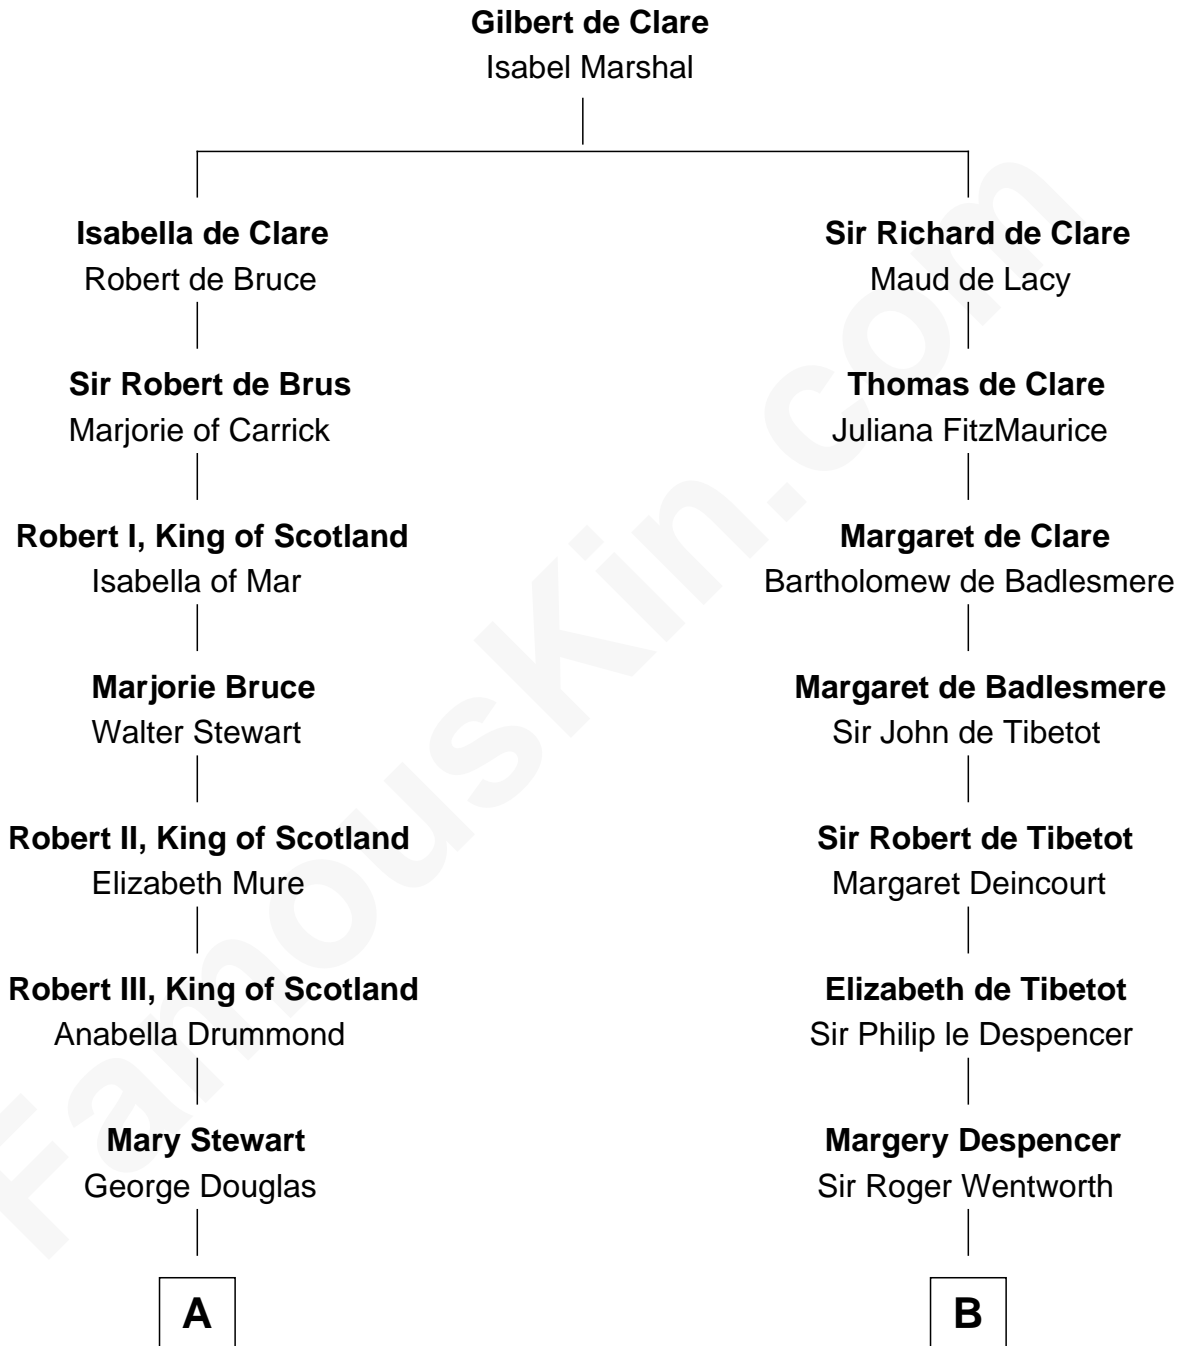 Gilbert de Clare
Isabel Marshal
Isabella de Clare
Robert de Bruce
Sir Richard de Clare
Maud de Lacy
Sir Robert de Brus
Marjorie of Carrick
Thomas de Clare
Juliana FitzMaurice
Robert I, King of Scotland
Isabella of Mar
Margaret de Clare
Bartholomew de Badlesmere
Marjorie Bruce
Walter Stewart
Margaret de Badlesmere
Sir John de Tibetot
Robert II, King of Scotland
Elizabeth Mure
Sir Robert de Tibetot
Margaret Deincourt
Robert III, King of Scotland
Anabella Drummond
Elizabeth de Tibetot
Sir Philip le Despencer
Mary Stewart
George Douglas
Margery Despencer
Sir Roger Wentworth
A
B
FamousKin.com